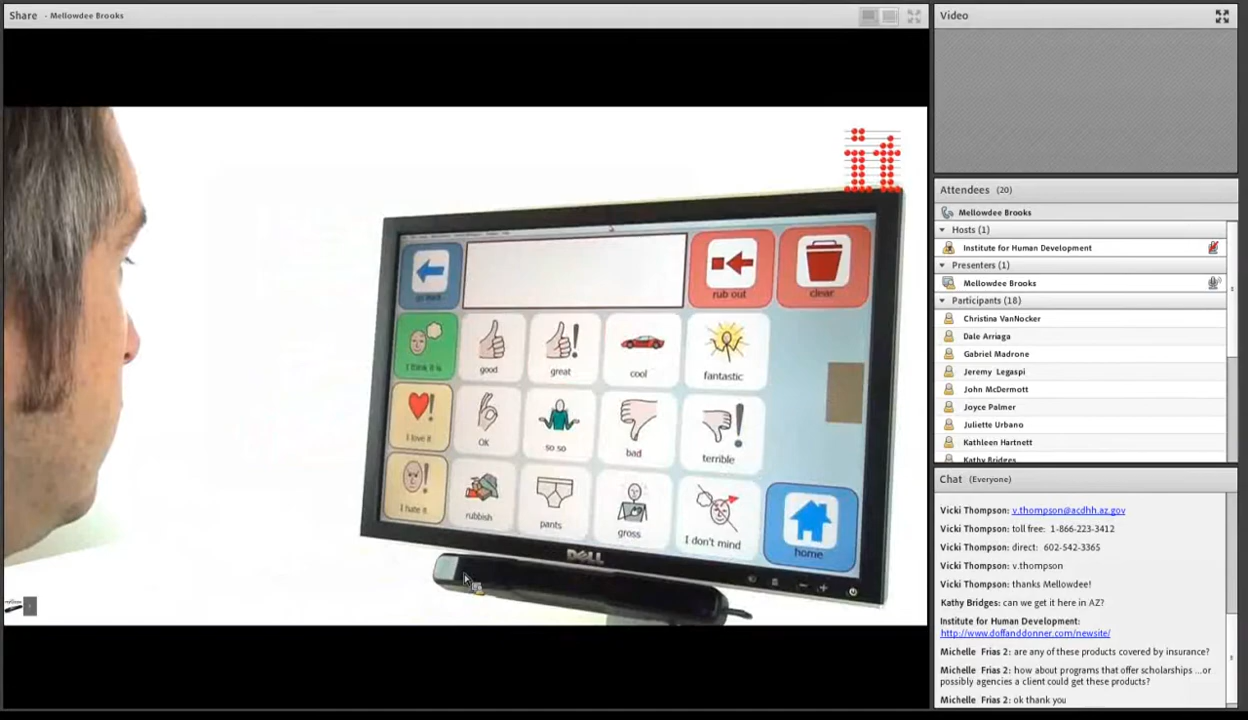 Share - Mellowdee Brooks
rub out
clear
I think it is
good
great
cool
fantastic
I love it
OK
so so
bad
terrible
I hate it
rubbish
pants
gross
I don't mind
home
DELL
Video
Attendees (20)
Mellowdee Brooks
Hosts (1)
Institute for Human Development
Presenters (1)
Mellowdee Brooks
Participants (18)
Christina VanNocker
Dale Arriaga
Gabriel Madrone
Jeremy Legaspi
John McDermott
Joyce Palmer
Juliette Urbano
Kathleen Hartnett
Kathy Bridges
Chat (Everyone)
Vicki Thompson: v.thompson@acdhh.az.gov
Vicki Thompson: toll free: 1-866-223-3412
Vicki Thompson: direct: 602-542-3365
Vicki Thompson: v.thompson
Vicki Thompson: thanks Mellowdee!
Kathy Bridges: can we get it here in AZ?
Institute for Human Development:
http://www.doffanddonner.com/newsite/
Michelle Frias 2: are any of these products covered by insurance?
Michelle Frias 2: how about programs that offer scholarships ...or
possibly agencies a client could get these products?
Michelle Frias 2: ok thank you